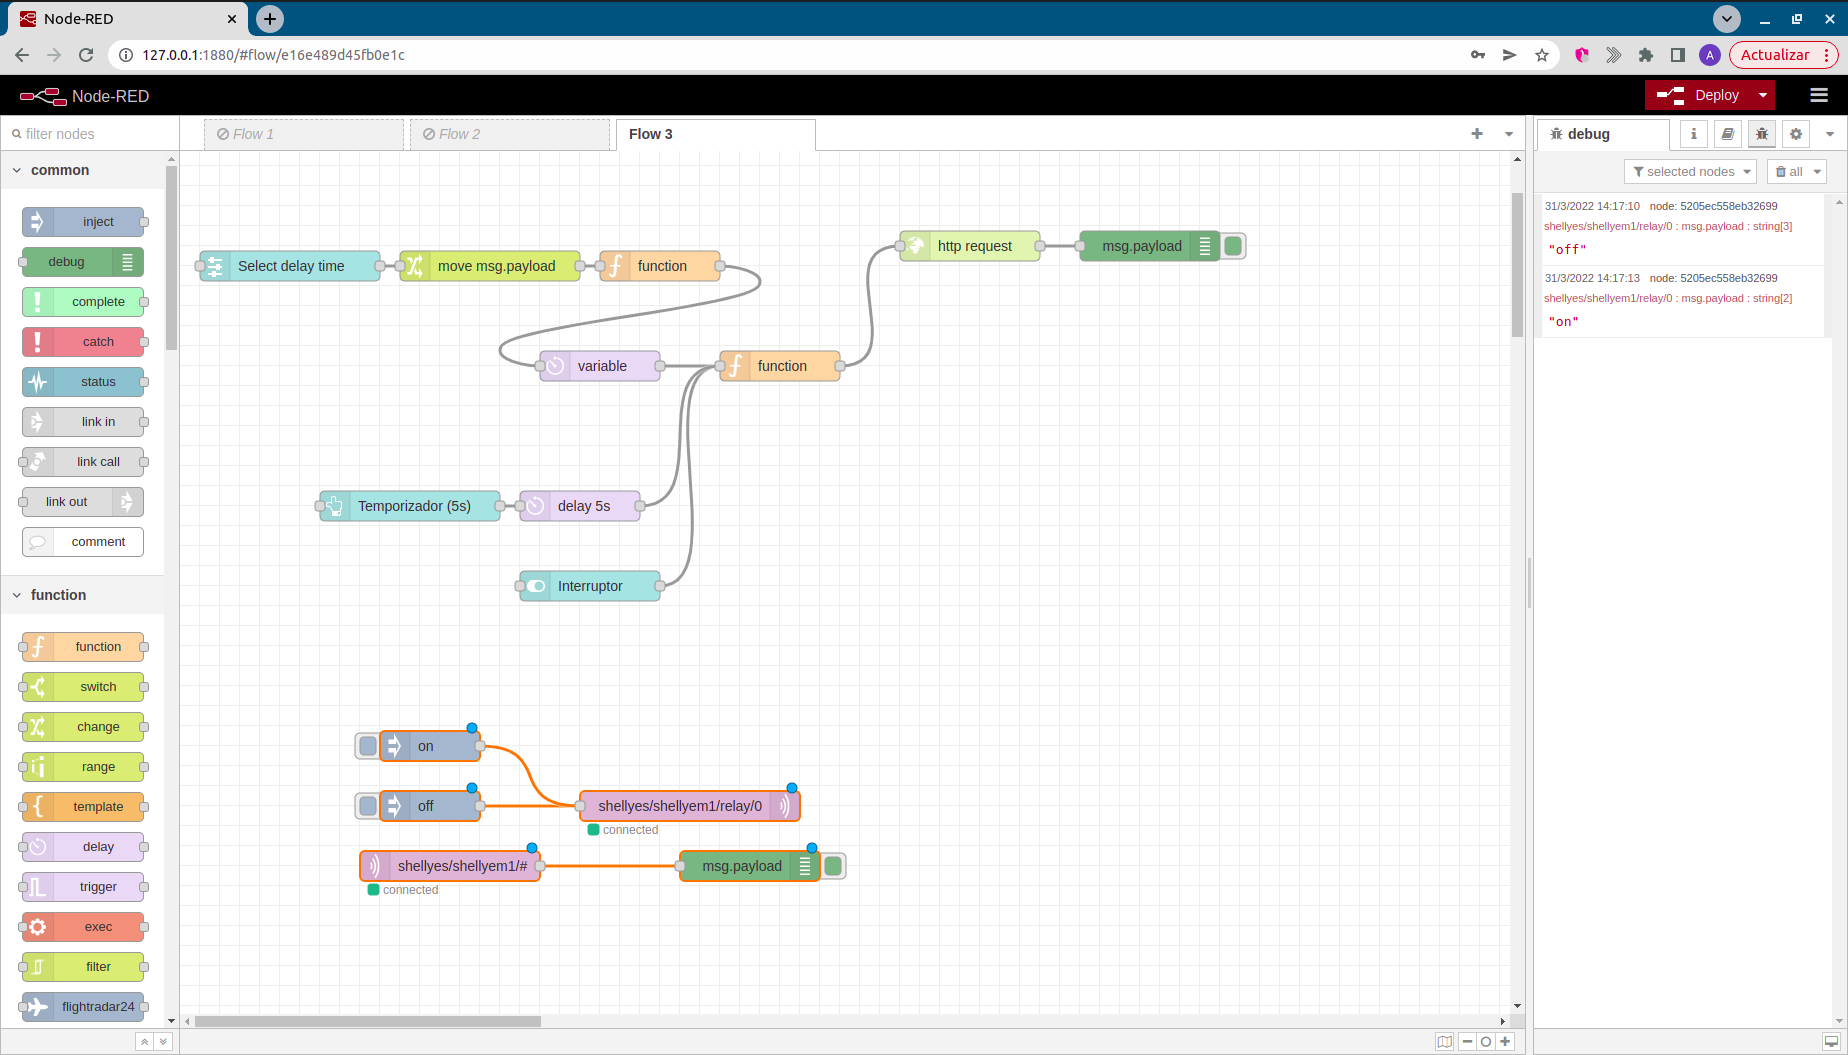 Node-RED
127.0.0.1:1880/#flow/e16e489d45fb0e1c
A
Actualizar
Node-RED
Deploy
filter nodes
Flow 1
Flow 2
Flow 3
debug
i
common
selected nodes
all
inject
debug
complete
catch
status
link in
link call
link out
comment
function
function
switch
change
range
template
delay
trigger
exec
filter
flightradar24
Select delay time
move msg.payload
function
http request
msg.payload
variable
function
Temporizador (5s)
delay 5s
Interruptor
on
off
shellyes/shellyem1/relay/0
connected
shellyes/shellyem1/#
msg.payload
connected
31/3/2022 14:17:10 node: 5205ec558eb32699
shellyes/shellyem1/relay/0 : msg.payload : string[3]
"off"
31/3/2022 14:17:13 node: 5205ec558eb32699
shellyes/shellyem1/relay/0 : msg.payload : string[2]
"on"